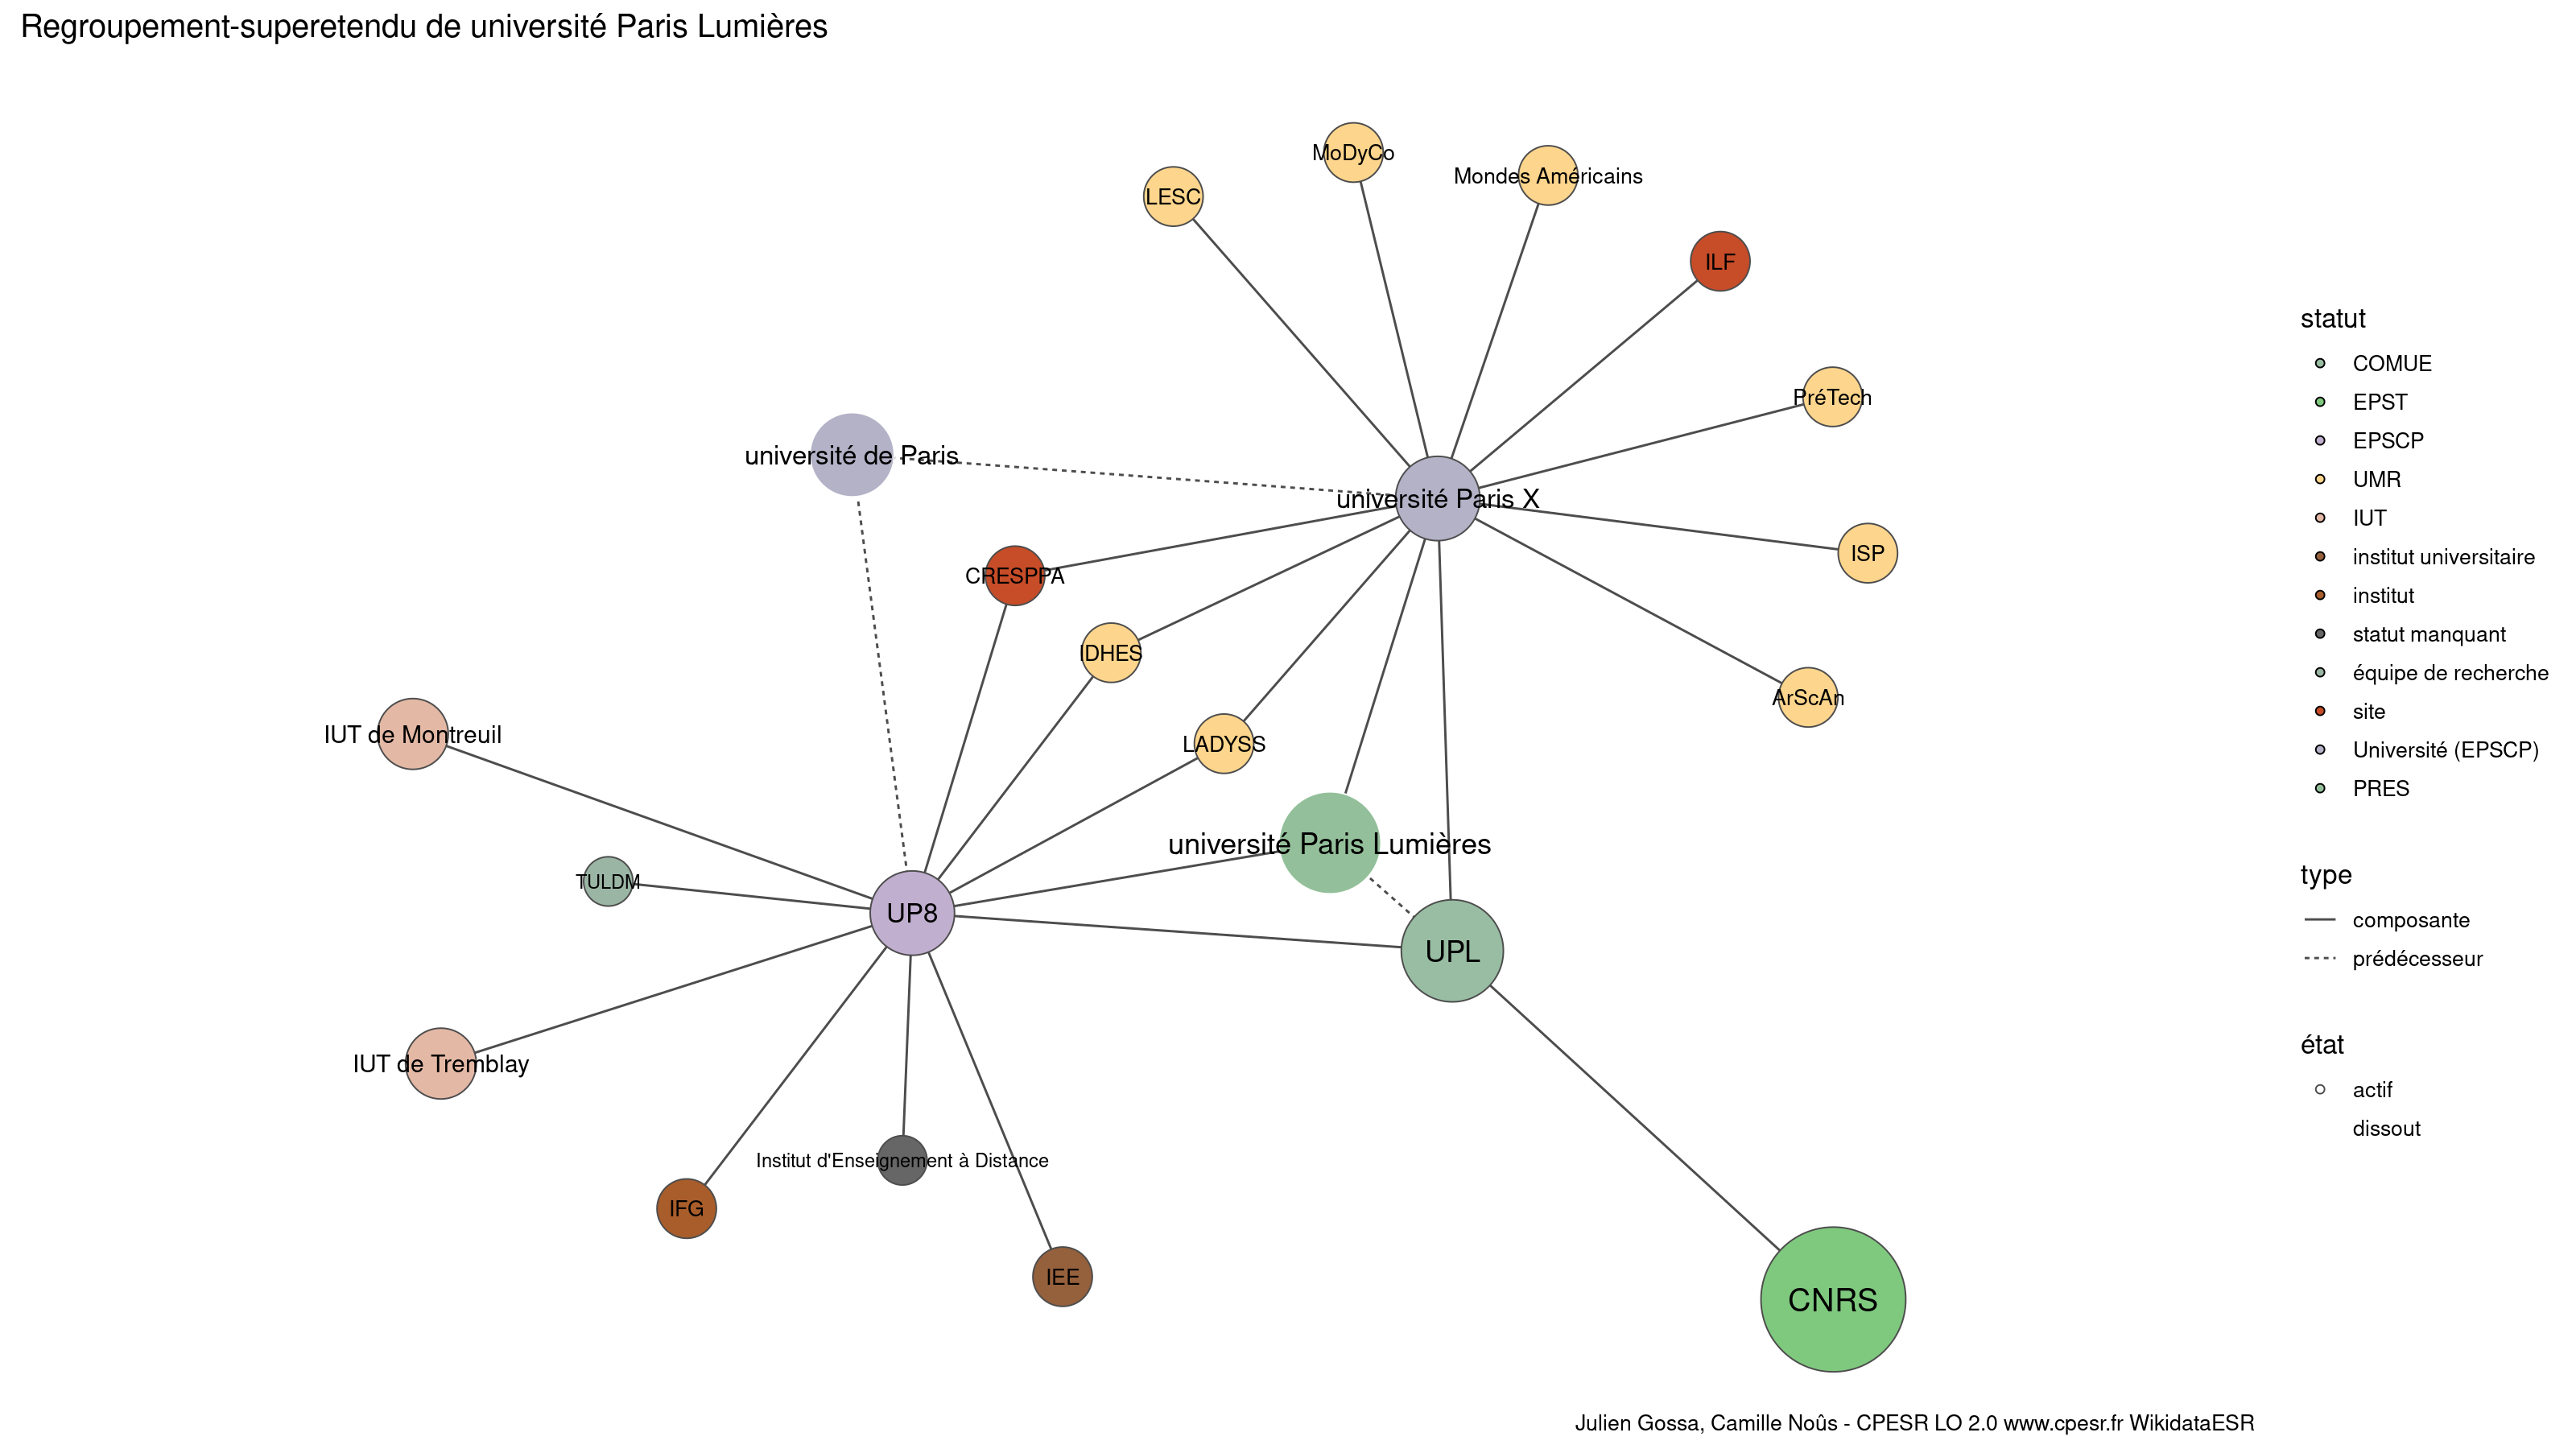 Regroupement-superetendu de université Paris Lumières
MoDyCo
Mondes Américains
LESC
ILF
PréTech
université de Paris
université Paris X
ISP
CRESPPA
IDHES
ArScAn
IUT de Montreuil
LADYSS
université Paris Lumières
TULDM
UP8
UPL
IUT de Tremblay
Institut d'Enseignement à Distance
IFG
IEE
CNRS
statut
COMUE
EPST
EPSCP
UMR
IUT
institut universitaire
institut
statut manquant
équipe de recherche
site
Université (EPSCP)
PRES
type
composante
prédécesseur
état
actif
dissout
Julien Gossa, Camille Noûs - CPESR LO 2.0 www.cpesr.fr WikidataESR